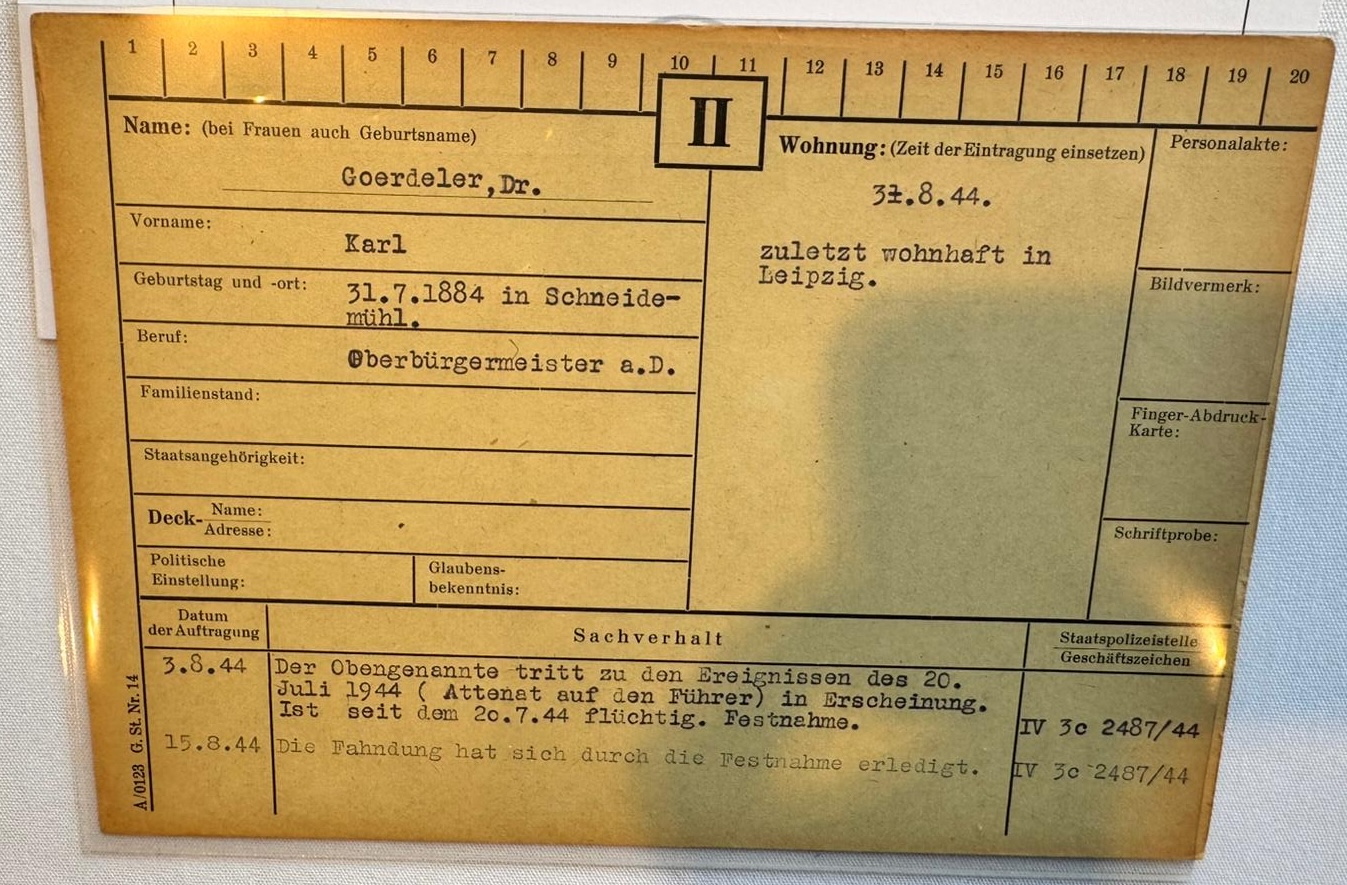 1 2 3 4 5 6 7 8 9 10 11 12 13 14 15 16 17 18 19 20
II
Name: (bei Frauen auch Geburtsname)
Goerdeler, Dr.
Vorname:
Karl
Geburtstag und -ort:
31.7.1884 in Schneide-
mühl.
Beruf:
Oberbürgermeister a.D.
Familienstand:
Staatsangehörigkeit:
Deck- Name:
Adresse:
Politische
Einstellung:
Glaubens-
bekenntnis:
Wohnung: (Zeit der Eintragung einsetzen)
.8.44.
zuletzt wohnhaft in
Leipzig.
Personalakte:
Bildvermerk:
Finger-Abdruck-
Karte:
Schriftprobe:
Datum
der Auftragung
Sachverhalt
Staatspolizeistelle
Geschäftszeichen
3.8.44
Der Obengenannte tritt zu den Ereignissen des 20.
Juli 1944 ( Attenat auf den Führer) in Erscheinung.
Ist seit dem 2o.7.44 flüchtig. Festnahme.
IV 3c 2487/44
15.8.44
Die Fahndung hat sich durch die Festnahme erledigt.
IV 3c 2487/44
A/0123 G. St. Nr. 14